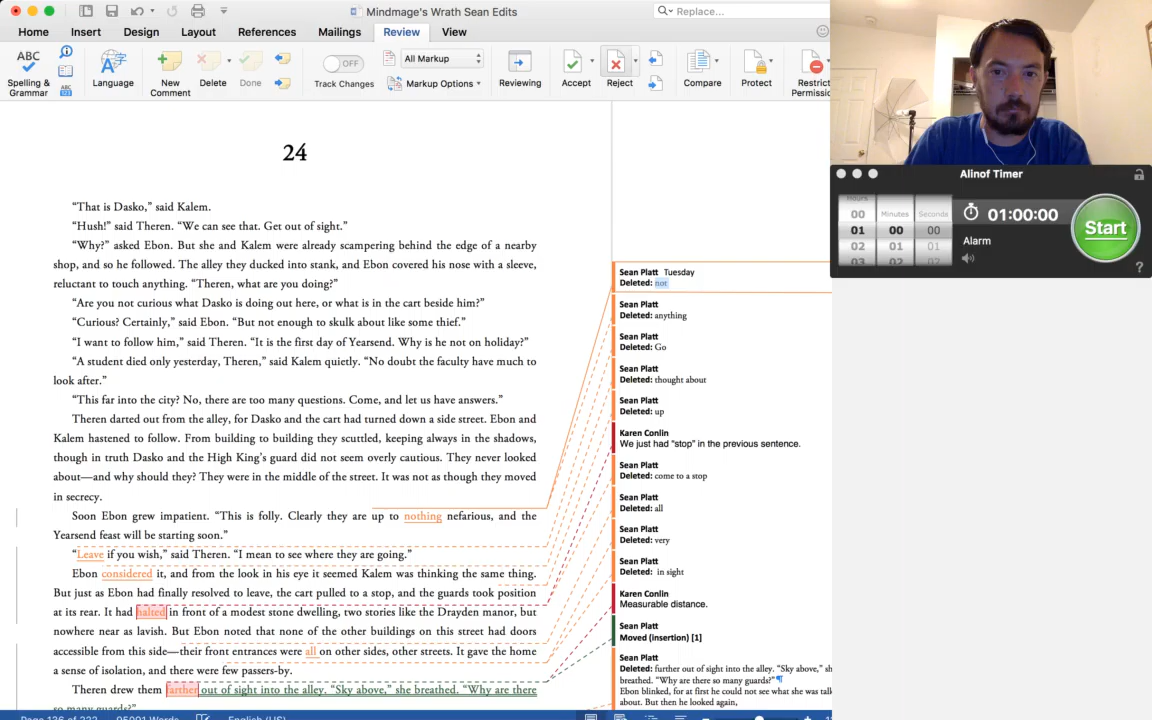 Mindmage's Wrath Sean Edits
Replace...
Home Insert Design Layout References Mailings Review View
ABC
Spelling & Grammar
Language
New Comment
Delete
Done
OFF
Track Changes
All Markup
Markup Options
Reviewing
Accept
Reject
Compare
Protect
Restrict
24
“That is Dasko,” said Kalem.
“Hush!” said Theren. “We can see that. Get out of sight.”
“Why?” asked Ebon. But she and Kalem were already scampering behind the edge of a nearby
shop, and so he followed. The alley they ducked into stank, and Ebon covered his nose with a sleeve,
reluctant to touch anything. “Theren, what are you doing?”
“Are you not curious what Dasko is doing out here, or what is in the cart beside him?”
“Curious? Certainly,” said Ebon. “But not enough to skulk about like some thief.”
“I want to follow him,” said Theren. “It is the first day of Yearsend. Why is he not on holiday?”
“A student died only yesterday, Theren,” said Kalem quietly. “No doubt the faculty have much to
look after.”
“This far into the city? No, there are too many questions. Come, and let us have answers.”
Theren darted out from the alley, for Dasko and the cart had turned down a side street. Ebon and
Kalem hastened to follow. From building to building they scuttled, keeping always in the shadows,
though in truth Dasko and the High King’s guard did not seem overly cautious. They never looked
about—and why should they? They were in the middle of the street. It was not as though they moved
in secrecy.
Soon Ebon grew impatient. “This is folly. Clearly they are up to nothing nefarious, and the
Yearsend feast will be starting soon.”
“Leave if you wish,” said Theren. “I mean to see where they are going.”
Ebon considered it, and from the look in his eye it seemed Kalem was thinking the same thing.
But just as Ebon had finally resolved to leave, the cart pulled to a stop, and the guards took position
at its rear. It had halted in front of a modest stone dwelling, two stories like the Drayden manor, but
nowhere near as lavish. But Ebon noted that none of the other buildings on this street had doors
accessible from this side—their front entrances were all on other sides, other streets. It gave the home
a sense of isolation, and there were few passers-by.
Theren drew them farther out of sight into the alley. “Sky above,” she breathed. “Why are there
so many guards?”
Sean Platt Tuesday
Deleted: not
Sean Platt
Deleted: anything
Sean Platt
Deleted: Go
Sean Platt
Deleted: thought about
Sean Platt
Deleted: up
Karen Conlin
We just had “stop” in the previous sentence.
Sean Platt
Deleted: come to a stop
Sean Platt
Deleted: all
Sean Platt
Deleted: very
Sean Platt
Deleted: in sight
Karen Conlin
Measurable distance.
Sean Platt
Moved (insertion) [1]
Sean Platt
Deleted: further out of sight into the alley. “Sky above,” sh
breathed. “Why are there so many guards?”¶
Ebon blinked, for at first he could not see what she was talk
about. But then he looked again,
Page 136 of 222 95091 Words English (US)
Alinof Timer
Hours Minutes Seconds
00
01 00 00
02 01 01
03 02 02
01:00:00
Alarm
Start
?